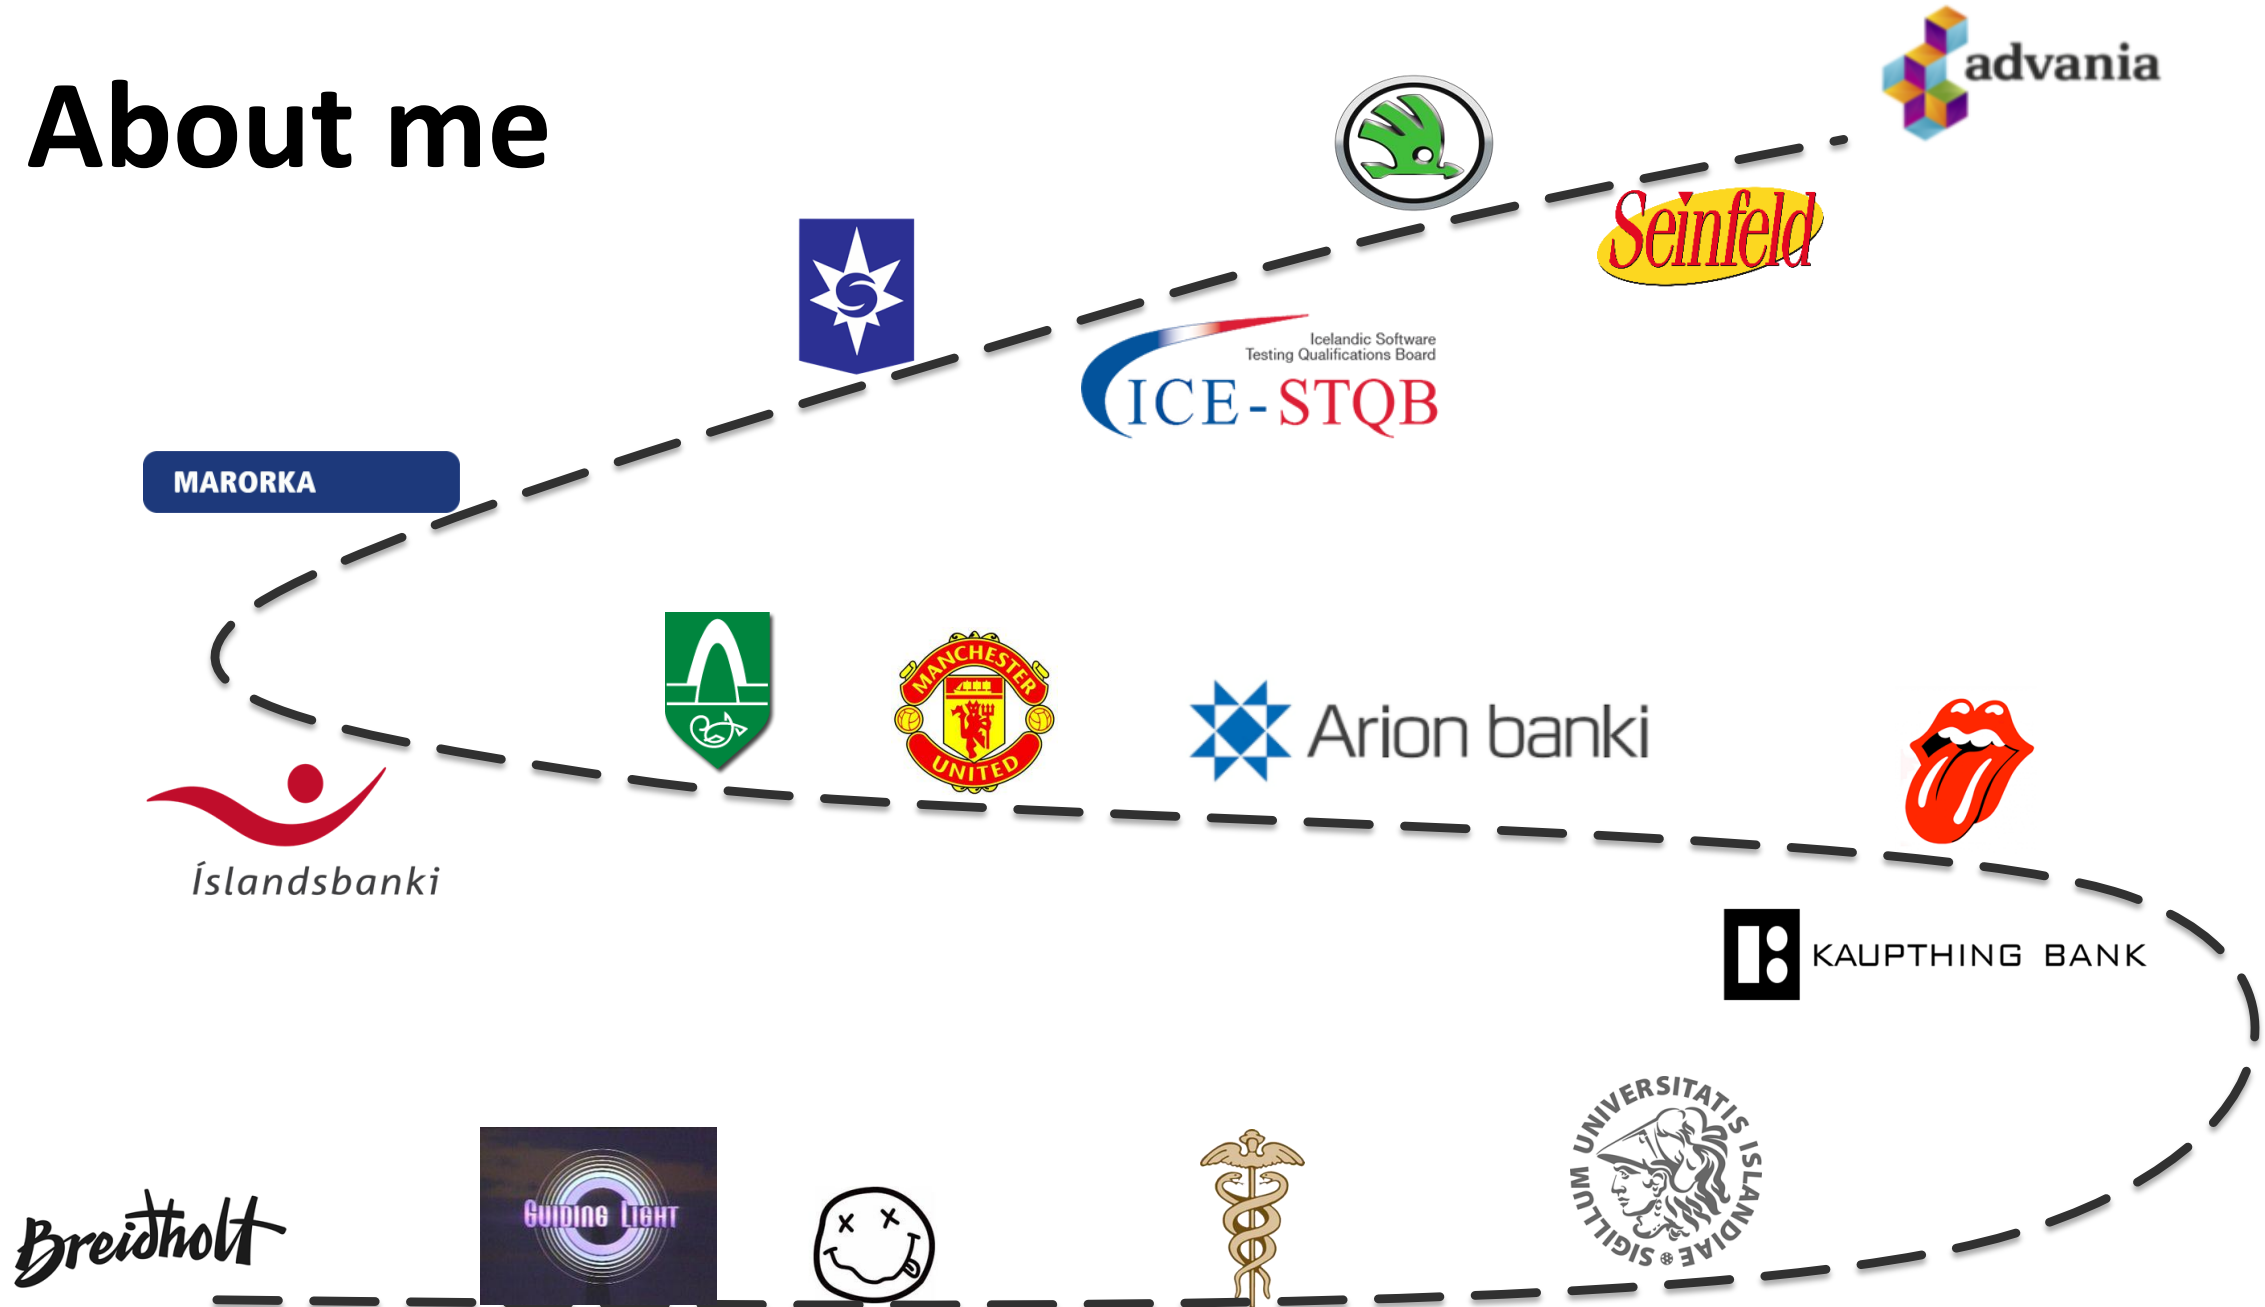 About me
advania
Seinfeld
Icelandic Software
Testing Qualifications Board
ICE-STQB
MARORKA
MANCHESTER
UNITED
Arion banki
Íslandsbanki
KAUPTHING BANK
SIGILLUM UNIVERSITATIS ISLANDIAE
GUIDING LIGHT
Breidholt
x x